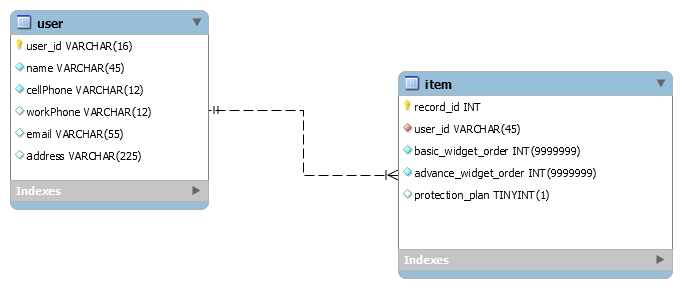 user
user_id VARCHAR(16)
name VARCHAR(45)
cellPhone VARCHAR(12)
workPhone VARCHAR(12)
email VARCHAR(55)
address VARCHAR(225)
Indexes
item
record_id INT
user_id VARCHAR(45)
basic_widget_order INT(9999999)
advance_widget_order INT(9999999)
protection_plan TINYINT(1)
Indexes